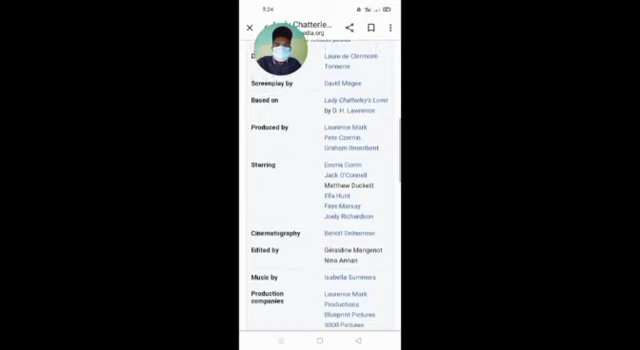 5:24
Lady Chatterle...
pedia.org
Laure de Clermont-
Tonnerre
Screenplay by
David Magee
Based on
Lady Chatterley's Lover
by D. H. Lawrence
Produced by
Laurence Mark
Pete Czernin
Graham Broadbent
Starring
Emma Corrin
Jack O'Connell
Matthew Duckett
Ella Hunt
Faye Marsay
Joely Richardson
Cinematography
Benoît Delhomme
Edited by
Géraldine Mangenot
Nina Annan
Music by
Isabella Summers
Production
companies
Laurence Mark
Productions
Blueprint Pictures
3000 Pictures